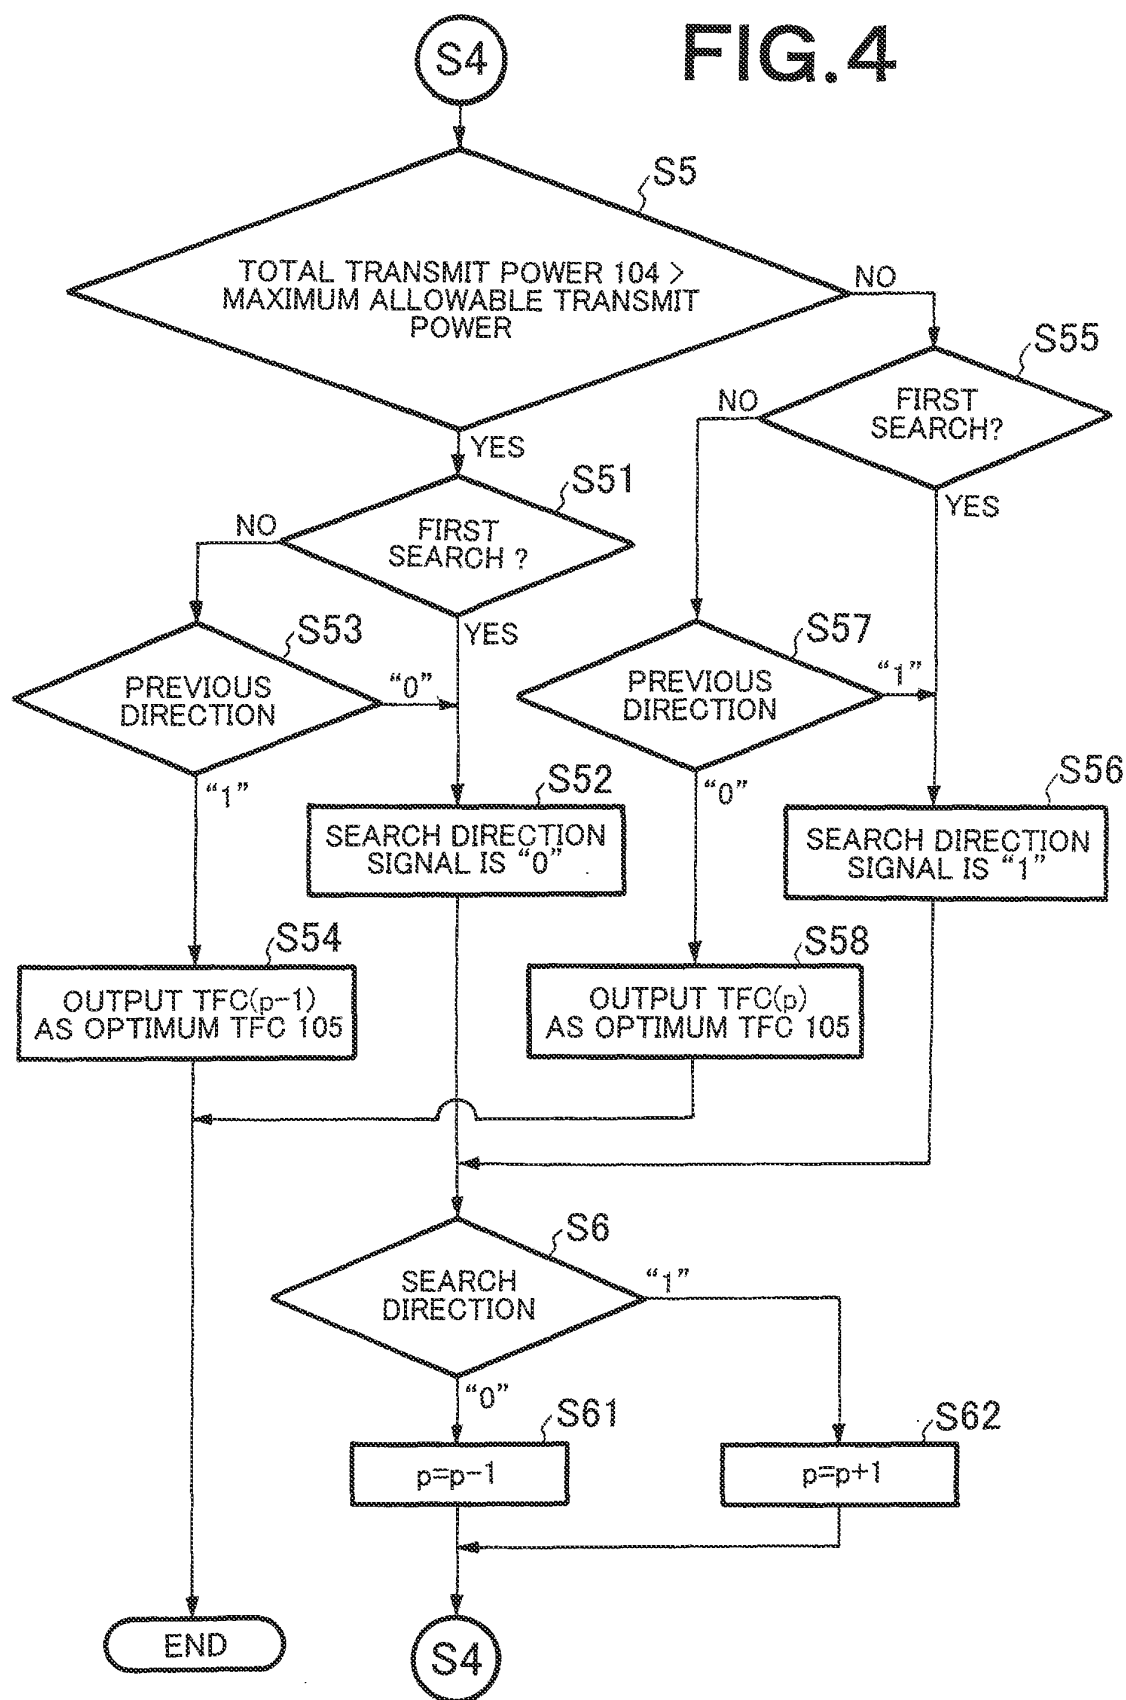 FIG.4
S4
S5
TOTAL TRANSMIT POWER 104 >
MAXIMUM ALLOWABLE TRANSMIT
POWER
NO
YES
S55
FIRST
SEARCH?
NO
YES
S51
FIRST
SEARCH ?
NO
YES
S53
PREVIOUS
DIRECTION
“0”
“1”
S57
PREVIOUS
DIRECTION
“1”
“0”
S52
SEARCH DIRECTION
SIGNAL IS “0”
S56
SEARCH DIRECTION
SIGNAL IS “1”
S54
OUTPUT TFC(p-1)
AS OPTIMUM TFC 105
S58
OUTPUT TFC(p)
AS OPTIMUM TFC 105
S6
SEARCH
DIRECTION
“1”
“0”
S61
p=p-1
S62
p=p+1
END
S4